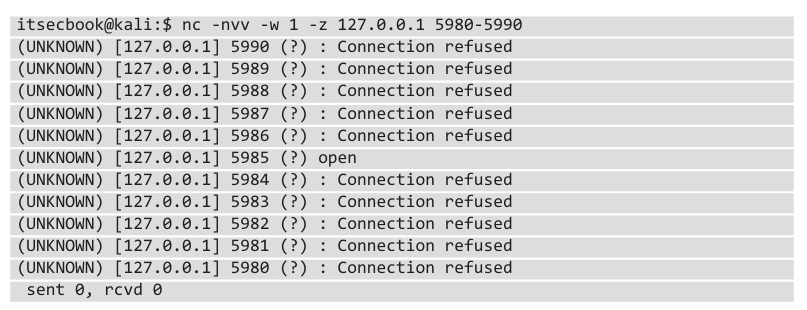 itsecbook@kali:$ nc -nvv -w 1 -z 127.0.0.1 5980-5990
(UNKNOWN) [127.0.0.1] 5990 (?) : Connection refused
(UNKNOWN) [127.0.0.1] 5989 (?) : Connection refused
(UNKNOWN) [127.0.0.1] 5988 (?) : Connection refused
(UNKNOWN) [127.0.0.1] 5987 (?) : Connection refused
(UNKNOWN) [127.0.0.1] 5986 (?) : Connection refused
(UNKNOWN) [127.0.0.1] 5985 (?) open
(UNKNOWN) [127.0.0.1] 5984 (?) : Connection refused
(UNKNOWN) [127.0.0.1] 5983 (?) : Connection refused
(UNKNOWN) [127.0.0.1] 5982 (?) : Connection refused
(UNKNOWN) [127.0.0.1] 5981 (?) : Connection refused
(UNKNOWN) [127.0.0.1] 5980 (?) : Connection refused
sent 0, rcvd 0